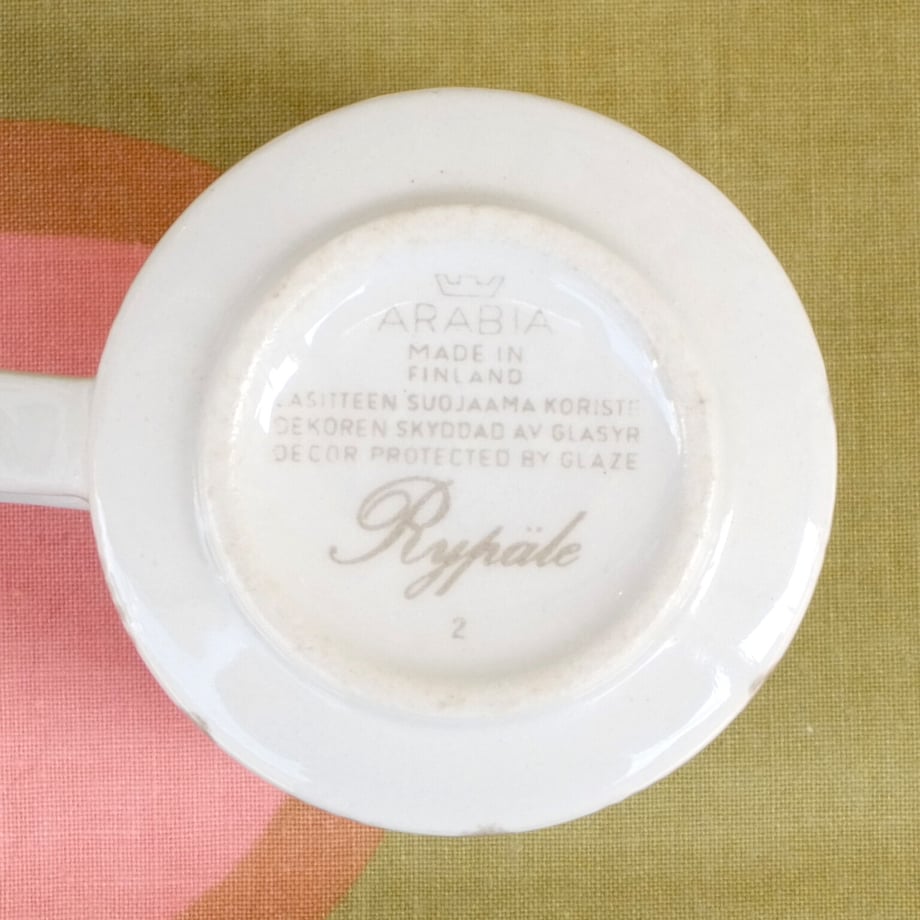 ARABIA
MADE IN
FINLAND
LASITTEEN SUOJAAMA KORISTE
DEKOREN SKYDDAD AV GLASYR
DECOR PROTECTED BY GLAZE
Rypäle
2